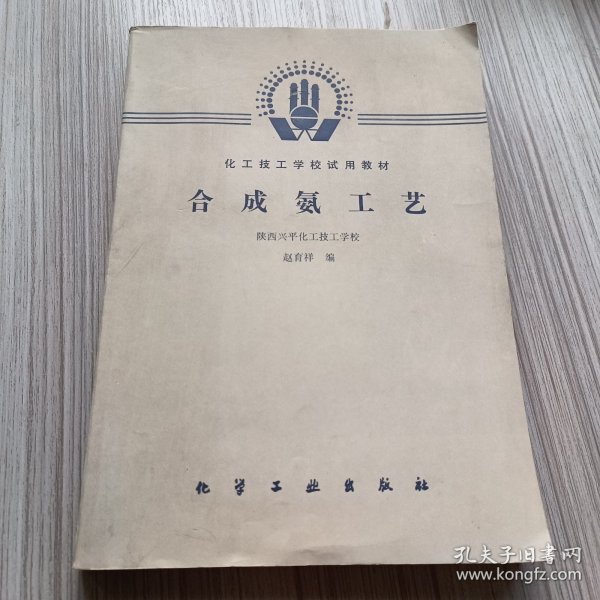 化工技工学校试用教材
合成氨工艺
陕西兴平化工技工学校
赵育祥 编
化学工业出版社
孔夫子旧书网
www.kongfz.com